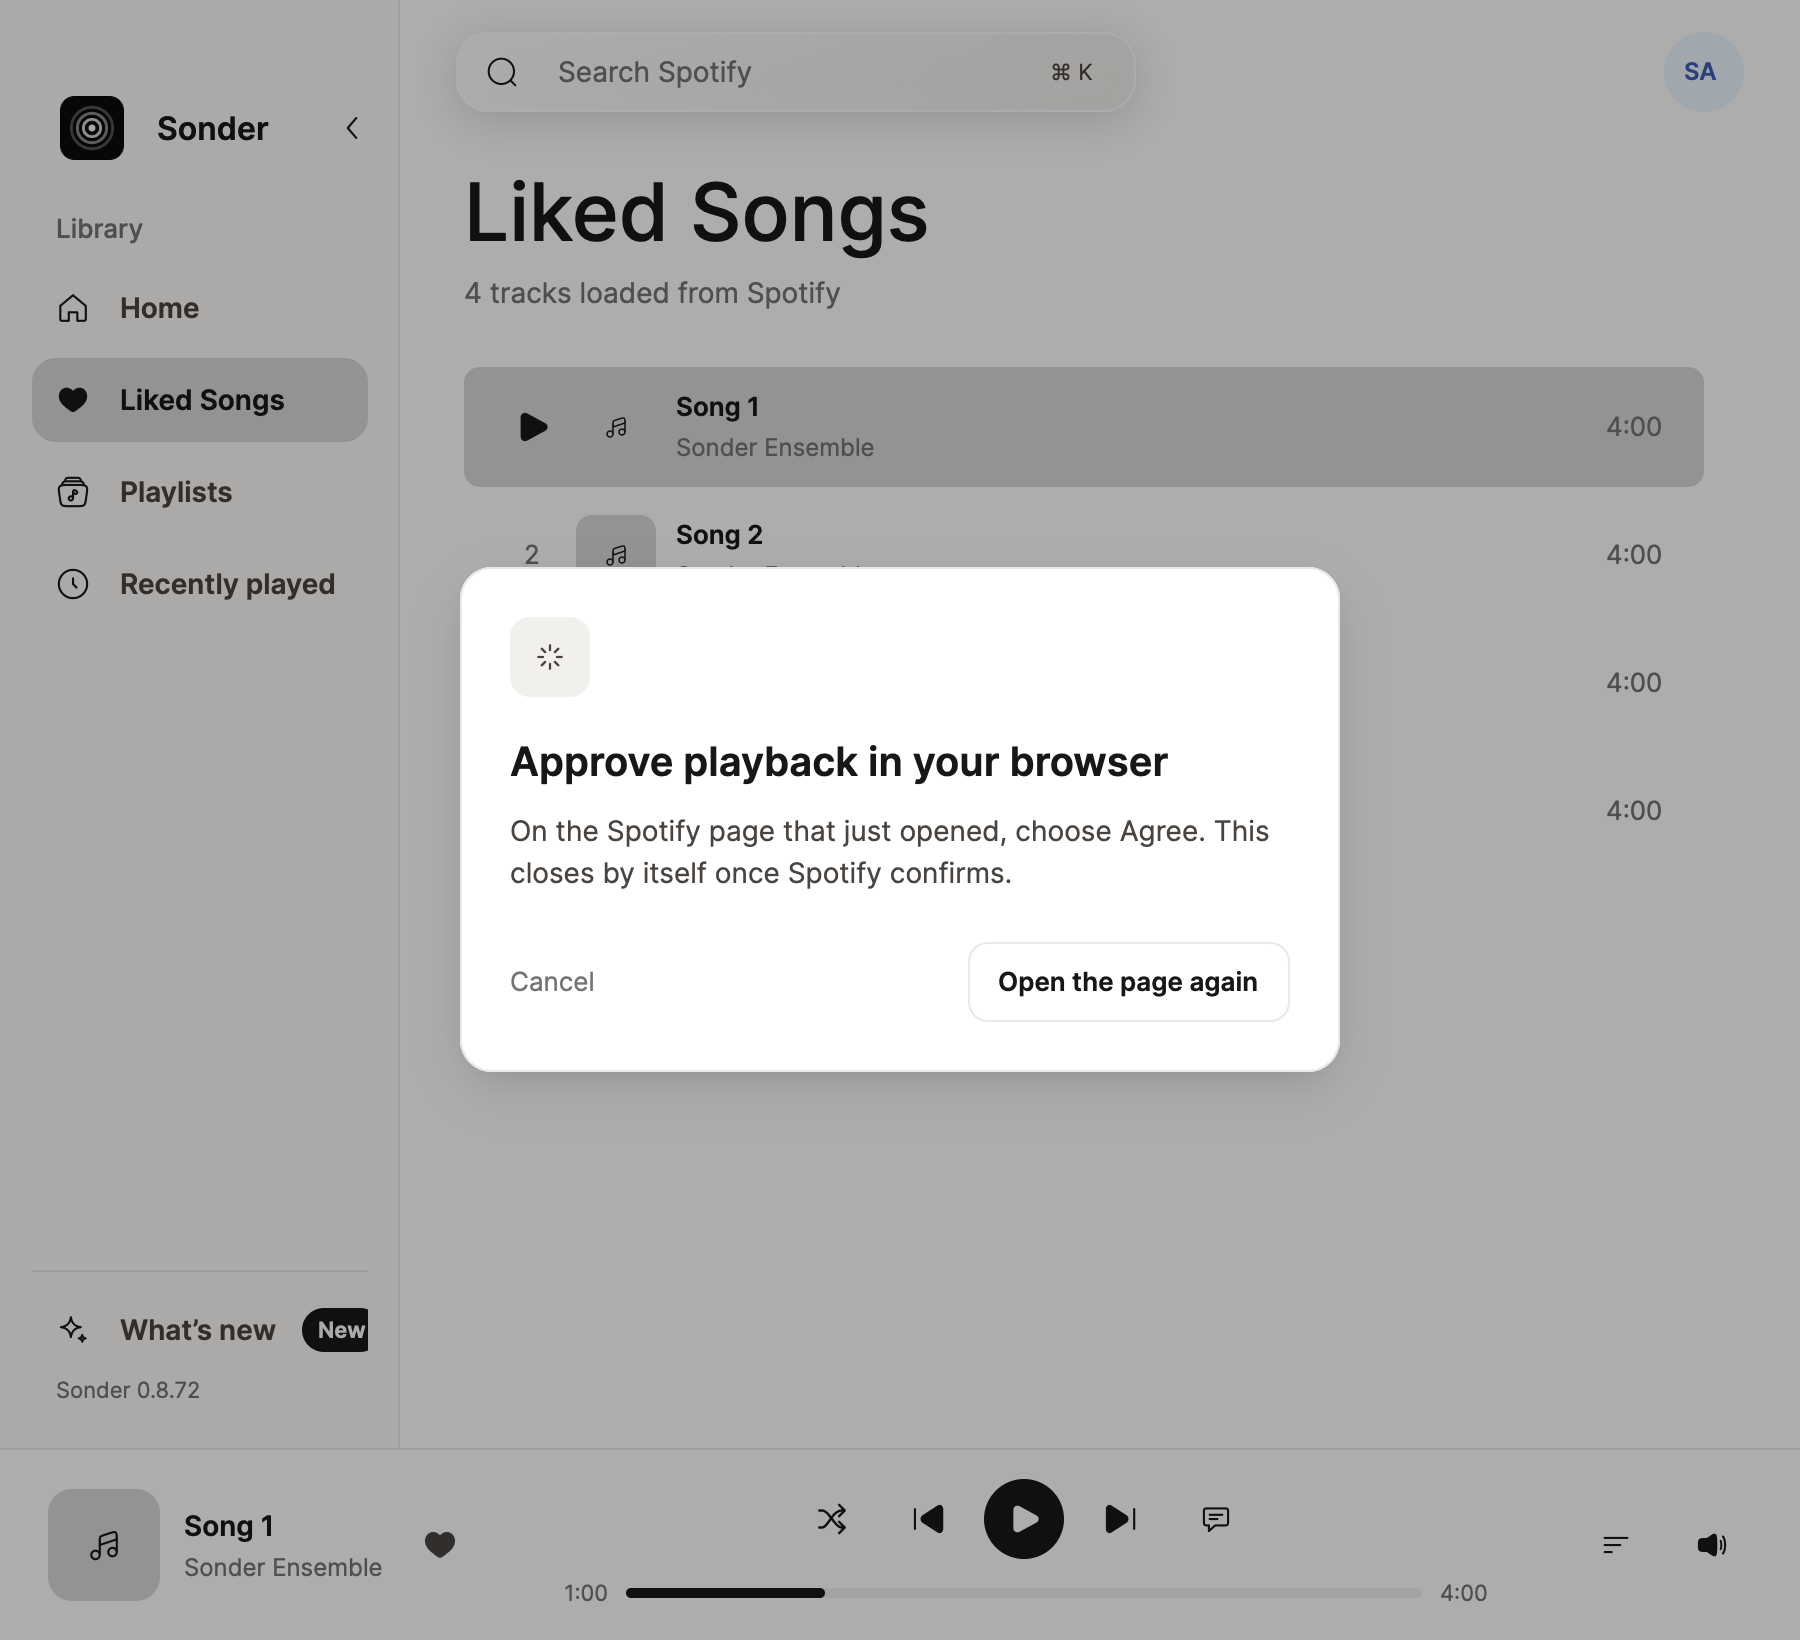 Search Spotify
⌘ K
SA
Sonder
Library
Home
Liked Songs
Playlists
Recently played
What’s new
New
Sonder 0.8.72
Liked Songs
4 tracks loaded from Spotify
Song 1
Sonder Ensemble
4:00
2
Song 2
4:00
4:00
4:00
Approve playback in your browser
On the Spotify page that just opened, choose Agree. This
closes by itself once Spotify confirms.
Cancel
Open the page again
Song 1
Sonder Ensemble
1:00
4:00